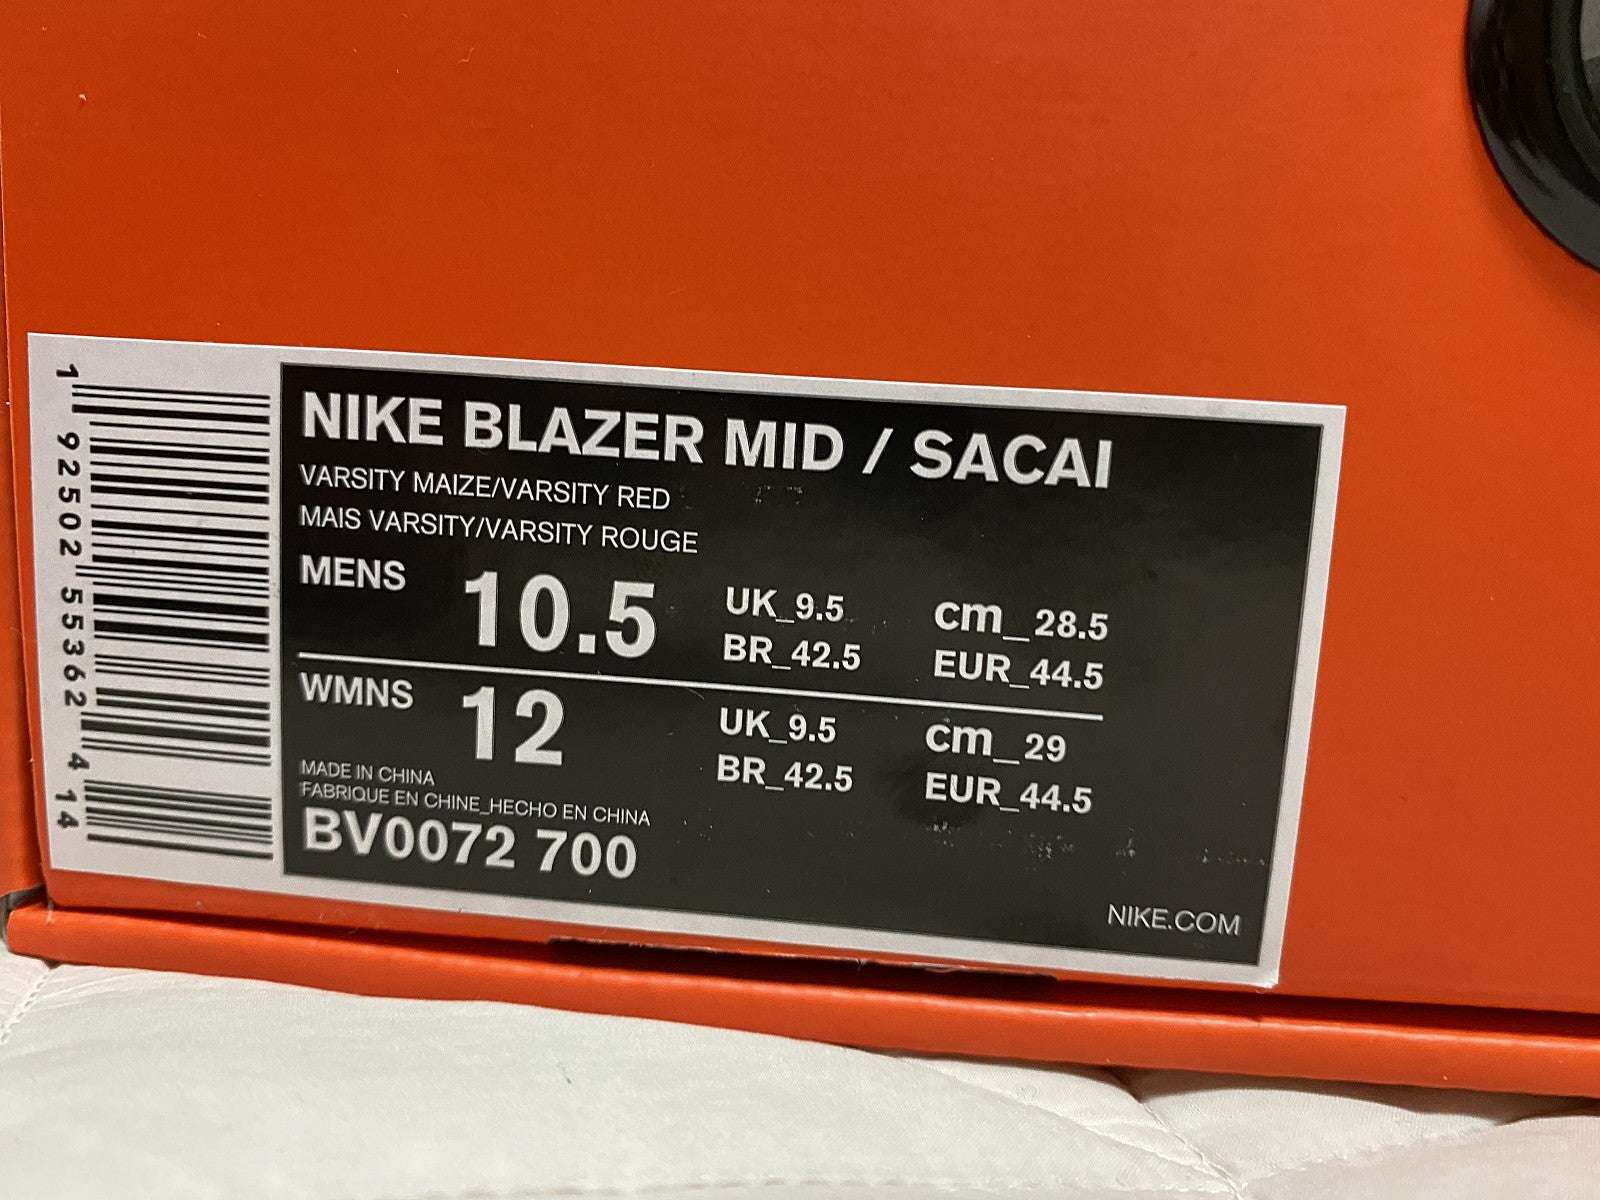 1 92502 55362 4 14
NIKE BLAZER MID / SACAI
VARSITY MAIZE/VARSITY RED
MAIS VARSITY/VARSITY ROUGE
MENS 10.5 UK_9.5 cm_28.5
BR_42.5 EUR_44.5
WMNS 12 UK_9.5 cm_29
BR_42.5 EUR_44.5
MADE IN CHINA
FABRIQUE EN CHINE_HECHO EN CHINA
BV0072 700
NIKE.COM